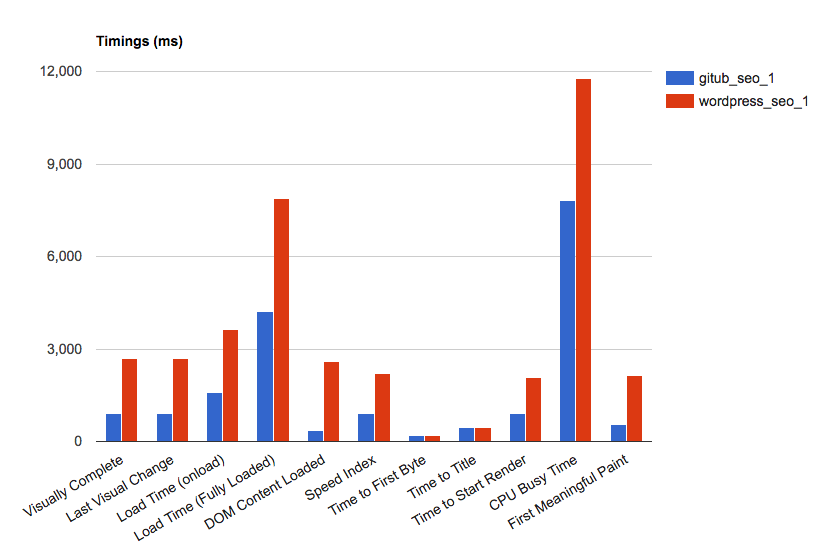 Timings (ms)
12,000
9,000
6,000
3,000
0
gitub_seo_1
wordpress_seo_1
Visually Complete
Last Visual Change
Load Time (onload)
Load Time (Fully Loaded)
DOM Content Loaded
Speed Index
Time to First Byte
Time to Title
Time to Start Render
CPU Busy Time
First Meaningful Paint